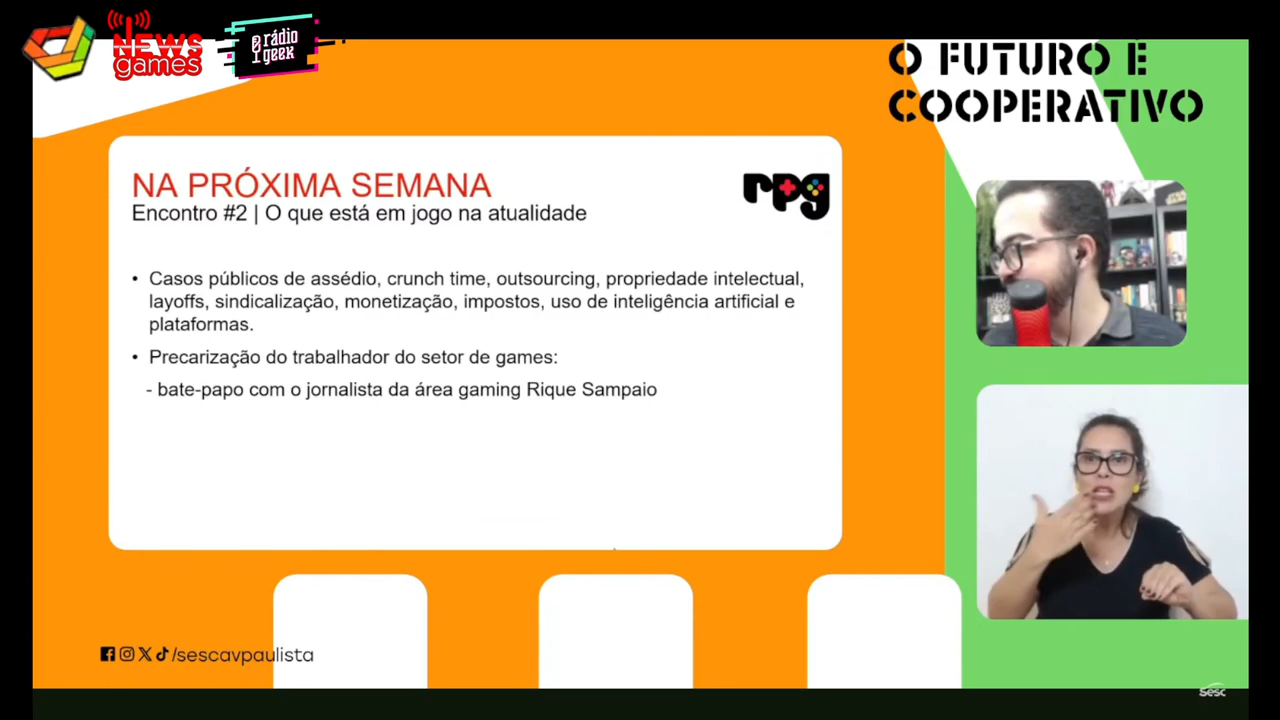 NEWS
games
rádio
geek
O FUTURO É
COOPERATIVO
NA PRÓXIMA SEMANA
Encontro #2 | O que está em jogo na atualidade
rpg
• Casos públicos de assédio, crunch time, outsourcing, propriedade intelectual,
layoffs, sindicalização, monetização, impostos, uso de inteligência artificial e
plataformas.
• Precarização do trabalhador do setor de games:
- bate-papo com o jornalista da área gaming Rique Sampaio
/sescavpaulista
Sesc